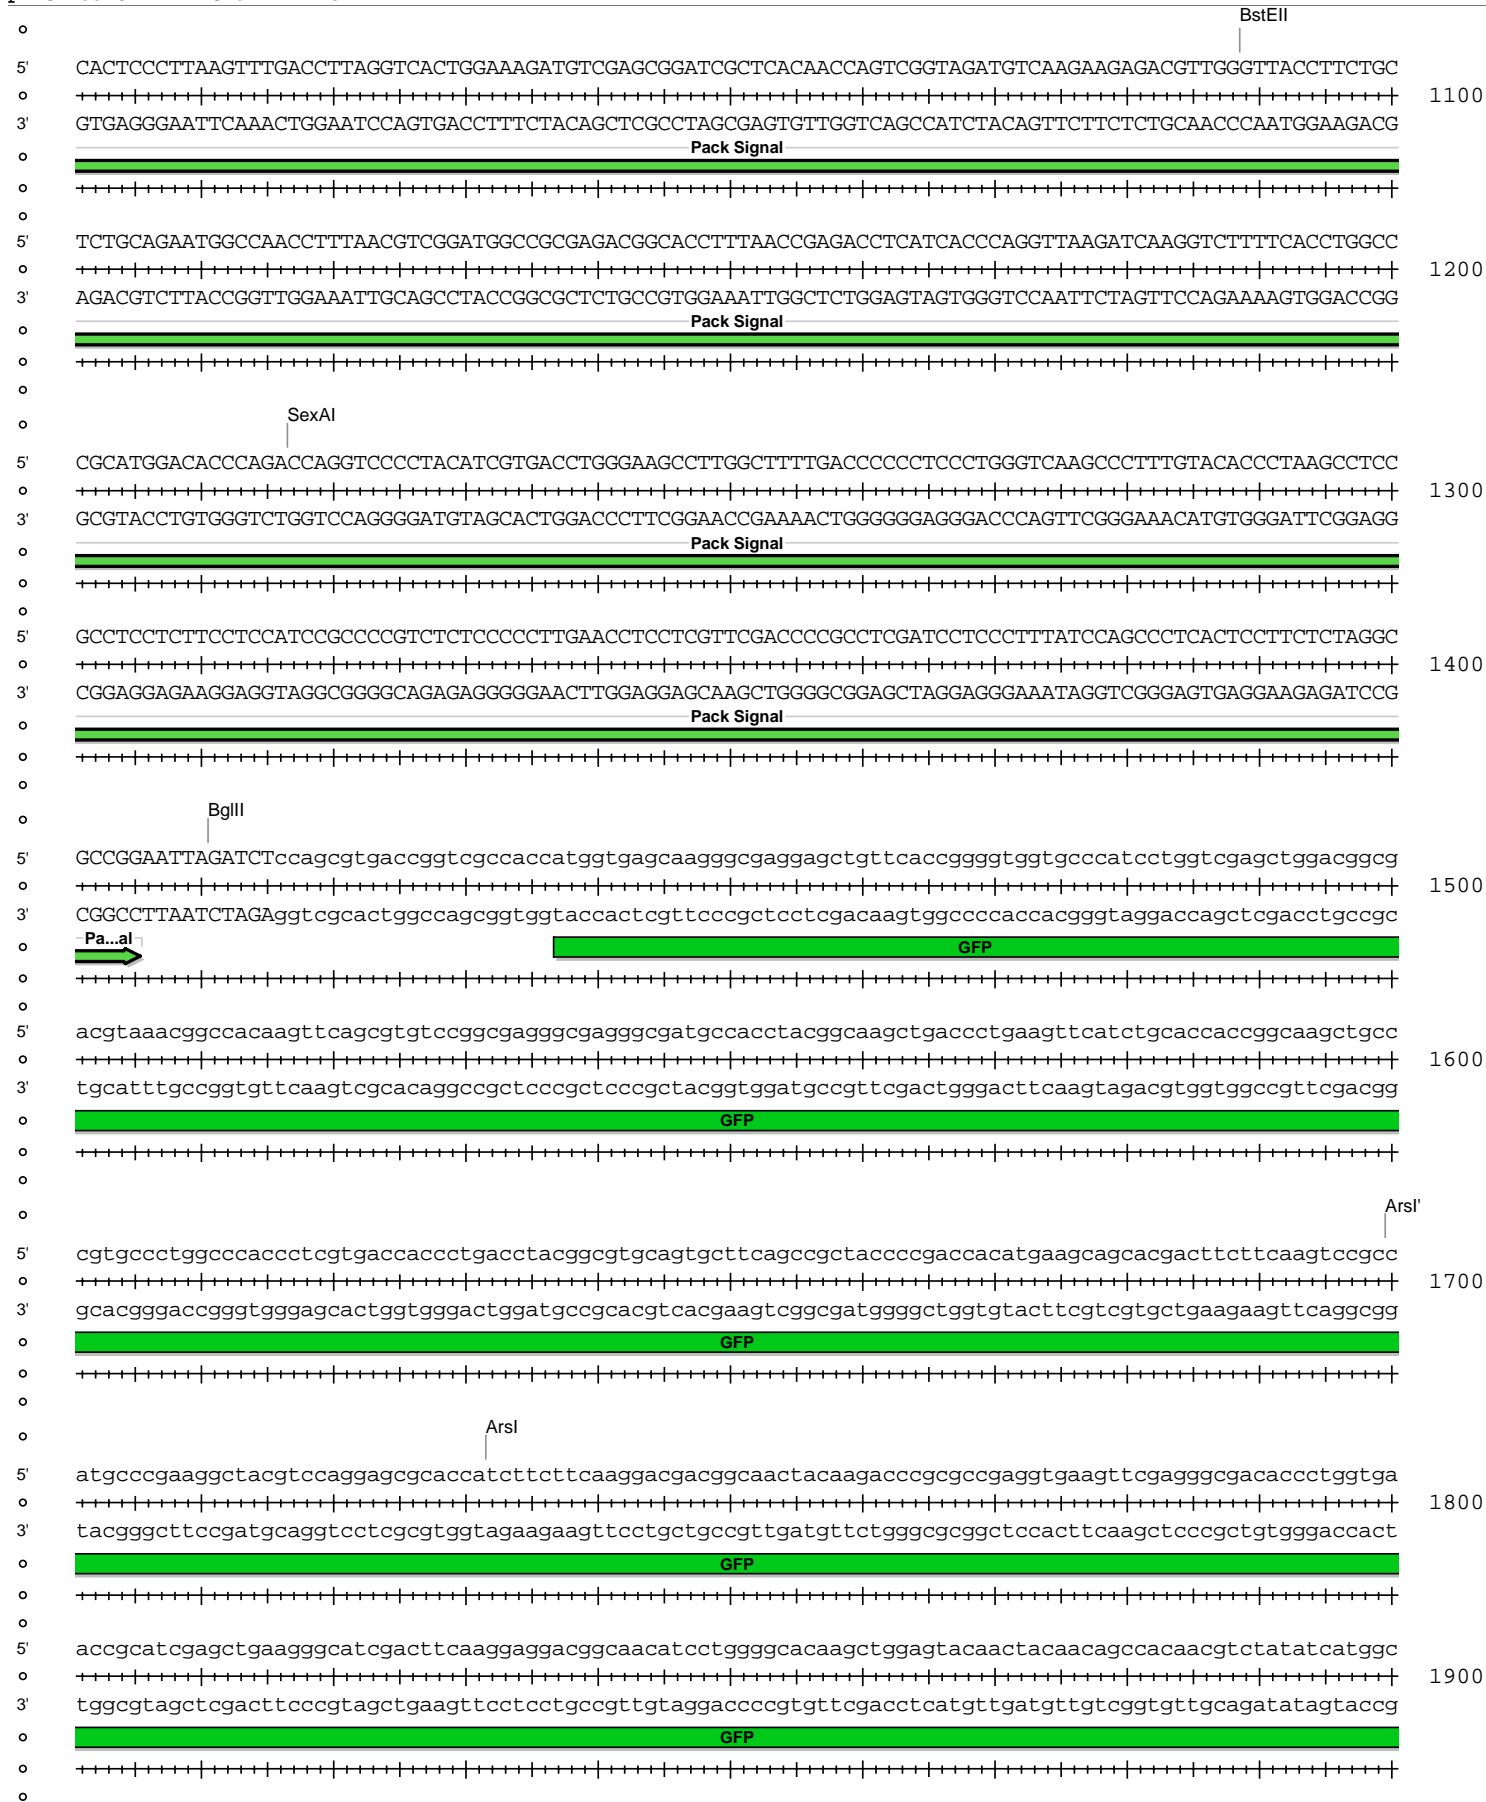 BstEII
5' CACTCCCTTAAGTTTGACCTTAGGTCACTGGAAAGATGTCGAGCGGATCGCTCACAACCAGTCGGTAGATGTCAAGAAGAGACGTTGGGTTACCTTCTGC
1100
3' GTGAGGGAATTCAAACTGGAATCCAGTGACCTTTCTACAGCTCGCCTAGCGAGTGTTGGTCAGCCATCTACAGTTCTTCTCTGCAACCCAATGGAAGACG
Pack Signal
5' TCTGCAGAATGGCCAACCTTTAACGTCGGATGGCCGCGAGACGGCACCTTTAACCGAGACCTCATCACCCAGGTTAAGATCAAGGTCTTTTCACCTGGCC
1200
3' AGACGTCTTACCGGTTGGAAATTGCAGCCTACCGGCGCTCTGCCGTGGAAATTGGCTCTGGAGTAGTGGGTCCAATTCTAGTTCCAGAAAAGTGGACCGG
Pack Signal
SexAI
5' CGCATGGACACCCAGACCAGGTCCCCTACATCGTGACCTGGGAAGCCTTGGCTTTTGACCCCCCTCCCTGGGTCAAGCCCTTTGTACACCCTAAGCCTCC
1300
3' GCGTACCTGTGGGTCTGGTCCAGGGGATGTAGCACTGGACCCTTCGGAACCGAAAACTGGGGGGAGGGACCCAGTTCGGGAAACATGTGGGATTCGGAGG
Pack Signal
5' GCCTCCTCTTCCTCCATCCGCCCCGTCTCTCCCCCTTGAACCTCCTCGTTCGACCCCGCCTCGATCCTCCCTTTATCCAGCCCTCACTCCTTCTCTAGGC
1400
3' CGGAGGAGAAGGAGGTAGGCGGGGCAGAGAGGGGGAACTTGGAGGAGCAAGCTGGGGCGGAGCTAGGAGGGAAATAGGTCGGGAGTGAGGAAGAGATCCG
Pack Signal
BglII
5' GCCGGAATTAGATCTccagcgtgaccggtcgccaccatggtgagcaagggcgaggagctgttcaccggggtggtgcccatcctggtcgagctggacggcg
1500
3' CGGCCTTAATCTAGAggtcgcactggccagcggtggtaccactcgttcccgctcctcgacaagtggccccaccacgggtaggaccagctcgacctgccgc
Pa...al
GFP
5' acgtaaacggccacaagttcagcgtgtccggcgagggcgagggcgatgccacctacggcaagctgaccctgaagttcatctgcaccaccggcaagctgcc
1600
3' tgcatttgccggtgttcaagtcgcacaggccgctcccgctcccgctacggtggatgccgttcgactgggacttcaagtagacgtggtggccgttcgacgg
GFP
ArsI'
5' cgtgccctggcccaccctcgtgaccaccctgacctacggcgtgcagtgcttcagccgctaccccgaccacatgaagcagcacgacttcttcaagtccgcc
1700
3' gcacgggaccgggtgggagcactggtgggactggatgccgcacgtcacgaagtcggcgatggggctggtgtacttcgtcgtgctgaagaagttcaggcgg
GFP
ArsI
5' atgcccgaaggctacgtccaggagcgcaccatcttcttcaaggacgacggcaactacaagacccgcgccgaggtgaagttcgagggcgacaccctggtga
1800
3' tacgggcttccgatgcaggtcctcgcgtggtagaagaagttcctgctgccgttgatgttctgggcgcggctccacttcaagctcccgctgtgggaccact
GFP
5' accgcatcgagctgaagggcatcgacttcaaggaggacggcaacatcctggggcacaagctggagtacaactacaacagccacaacgtctatatcatggc
1900
3' tggcgtagctcgacttcccgtagctgaagttcctcctgccgttgtaggaccccgtgttcgacctcatgttgatgttgtcggtgttgcagatatagtaccg
GFP